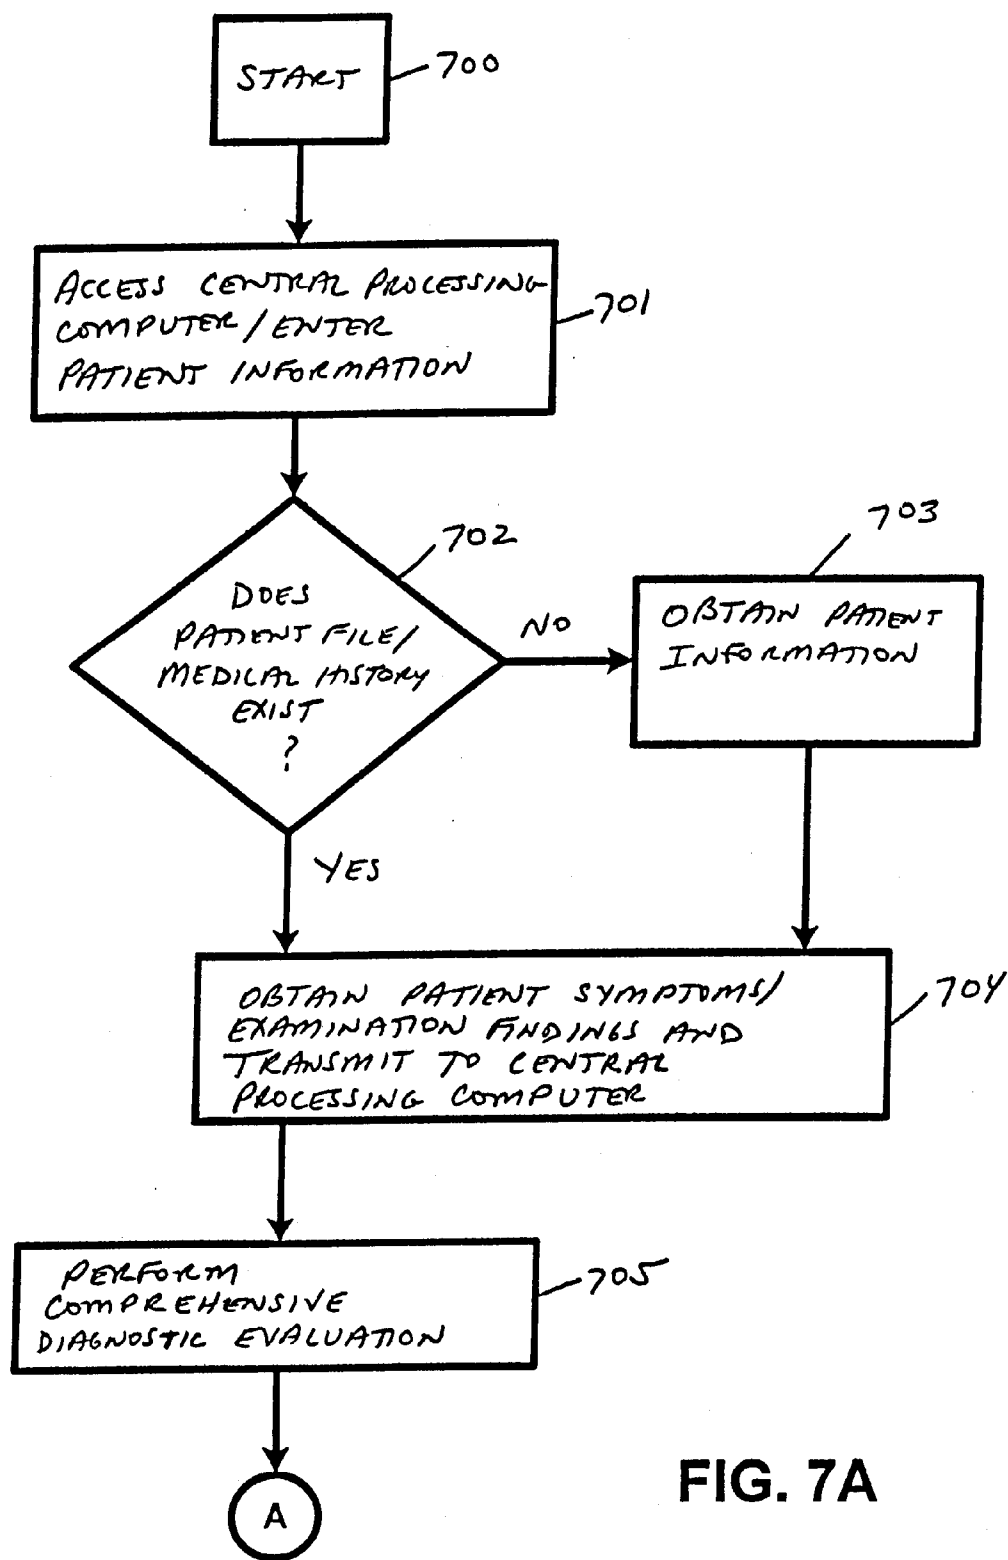 START
700
ACCESS CENTRAL PROCESSING
COMPUTER/ENTER
PATIENT INFORMATION
701
702
DOES
PATIENT FILE/
MEDICAL HISTORY
EXIST
?
NO
703
OBTAIN PATIENT
INFORMATION
YES
OBTAIN PATIENT SYMPTOMS/
EXAMINATION FINDINGS AND
TRANSMIT TO CENTRAL
PROCESSING COMPUTER
704
PERFORM
COMPREHENSIVE
DIAGNOSTIC EVALUATION
705
A
FIG. 7A